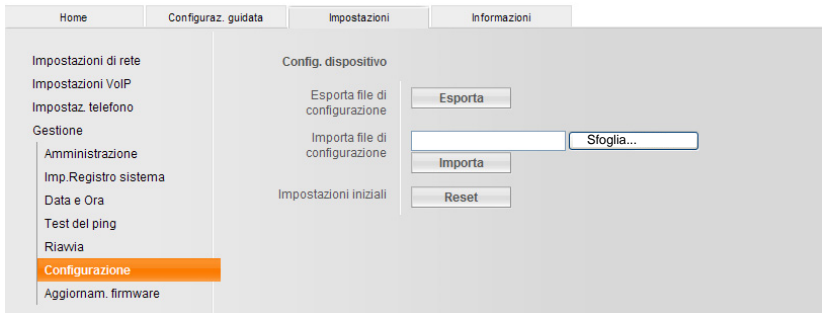 Home
Configuraz. guidata
Impostazioni
Informazioni
Impostazioni di rete
Impostazioni VoIP
Impostaz. telefono
Gestione
Amministrazione
Imp.Registro sistema
Data e Ora
Test del ping
Riavvia
Configurazione
Aggiornam. firmware
Config. dispositivo
Esporta file di
configurazione
Esporta
Importa file di
configurazione
Sfoglia...
Importa
Impostazioni iniziali
Reset